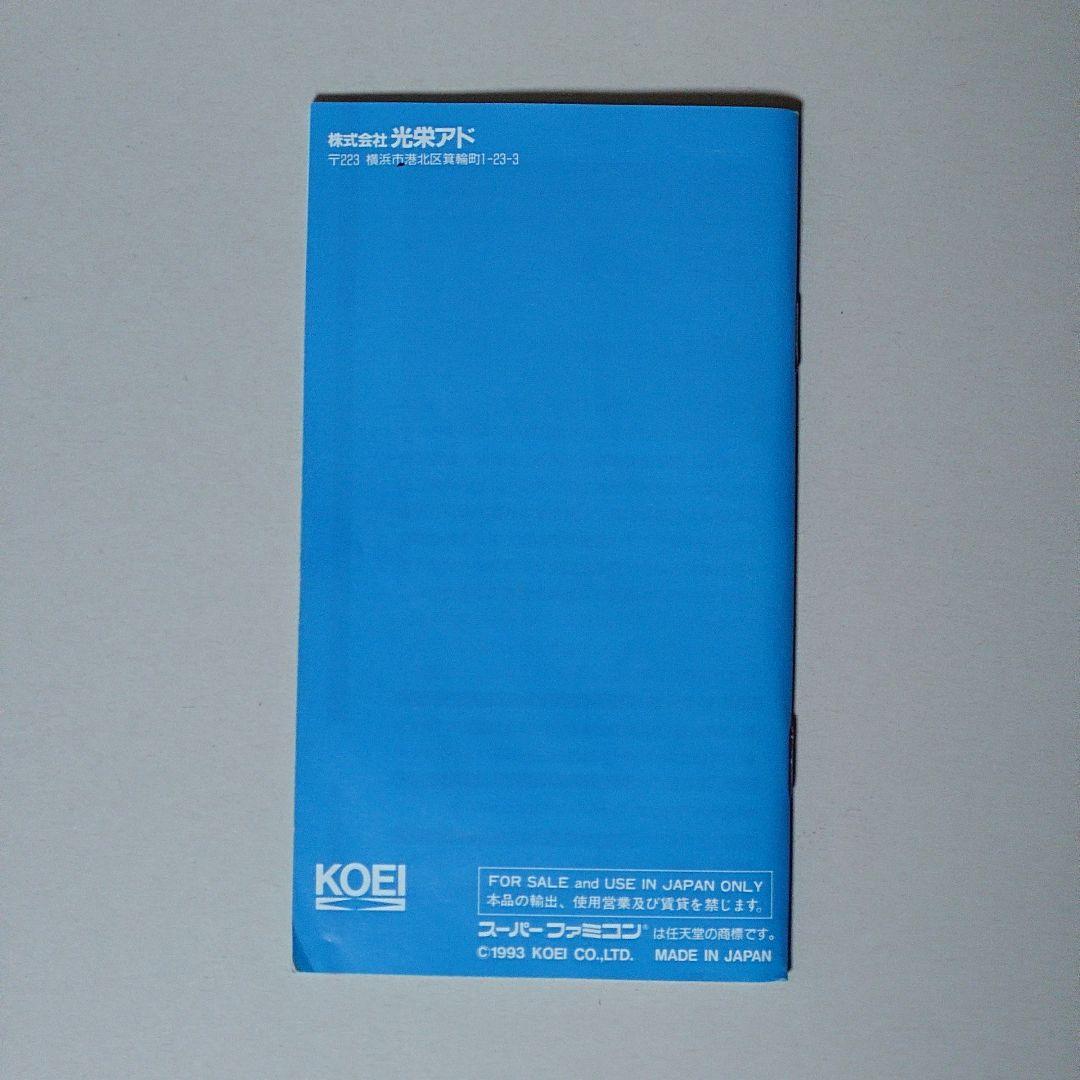 株式会社 光栄アド
〒223 横浜市港北区箕輪町1-23-3
KOEI
FOR SALE and USE IN JAPAN ONLY
本品の輸出、使用営業及び賃貸を禁じます。
スーパーファミコン® は任天堂の商標です。
©1993 KOEI CO.,LTD. MADE IN JAPAN